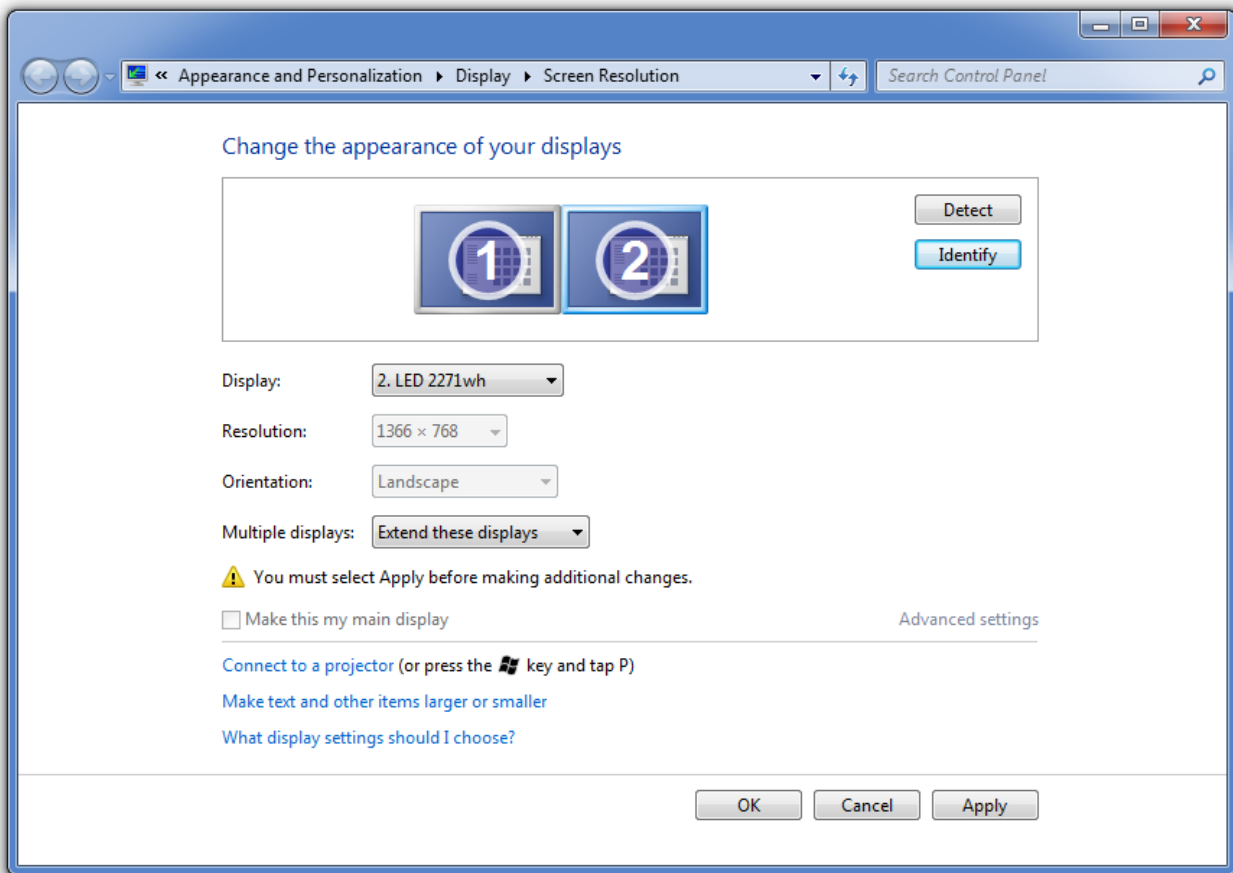 « Appearance and Personalization Display Screen Resolution Search Control Panel
Change the appearance of your displays
1 2
Detect
Identify
Display: 2. LED 2271wh
Resolution: 1366 × 768
Orientation: Landscape
Multiple displays: Extend these displays
You must select Apply before making additional changes.
Make this my main display Advanced settings
Connect to a projector (or press the key and tap P)
Make text and other items larger or smaller
What display settings should I choose?
OK Cancel Apply